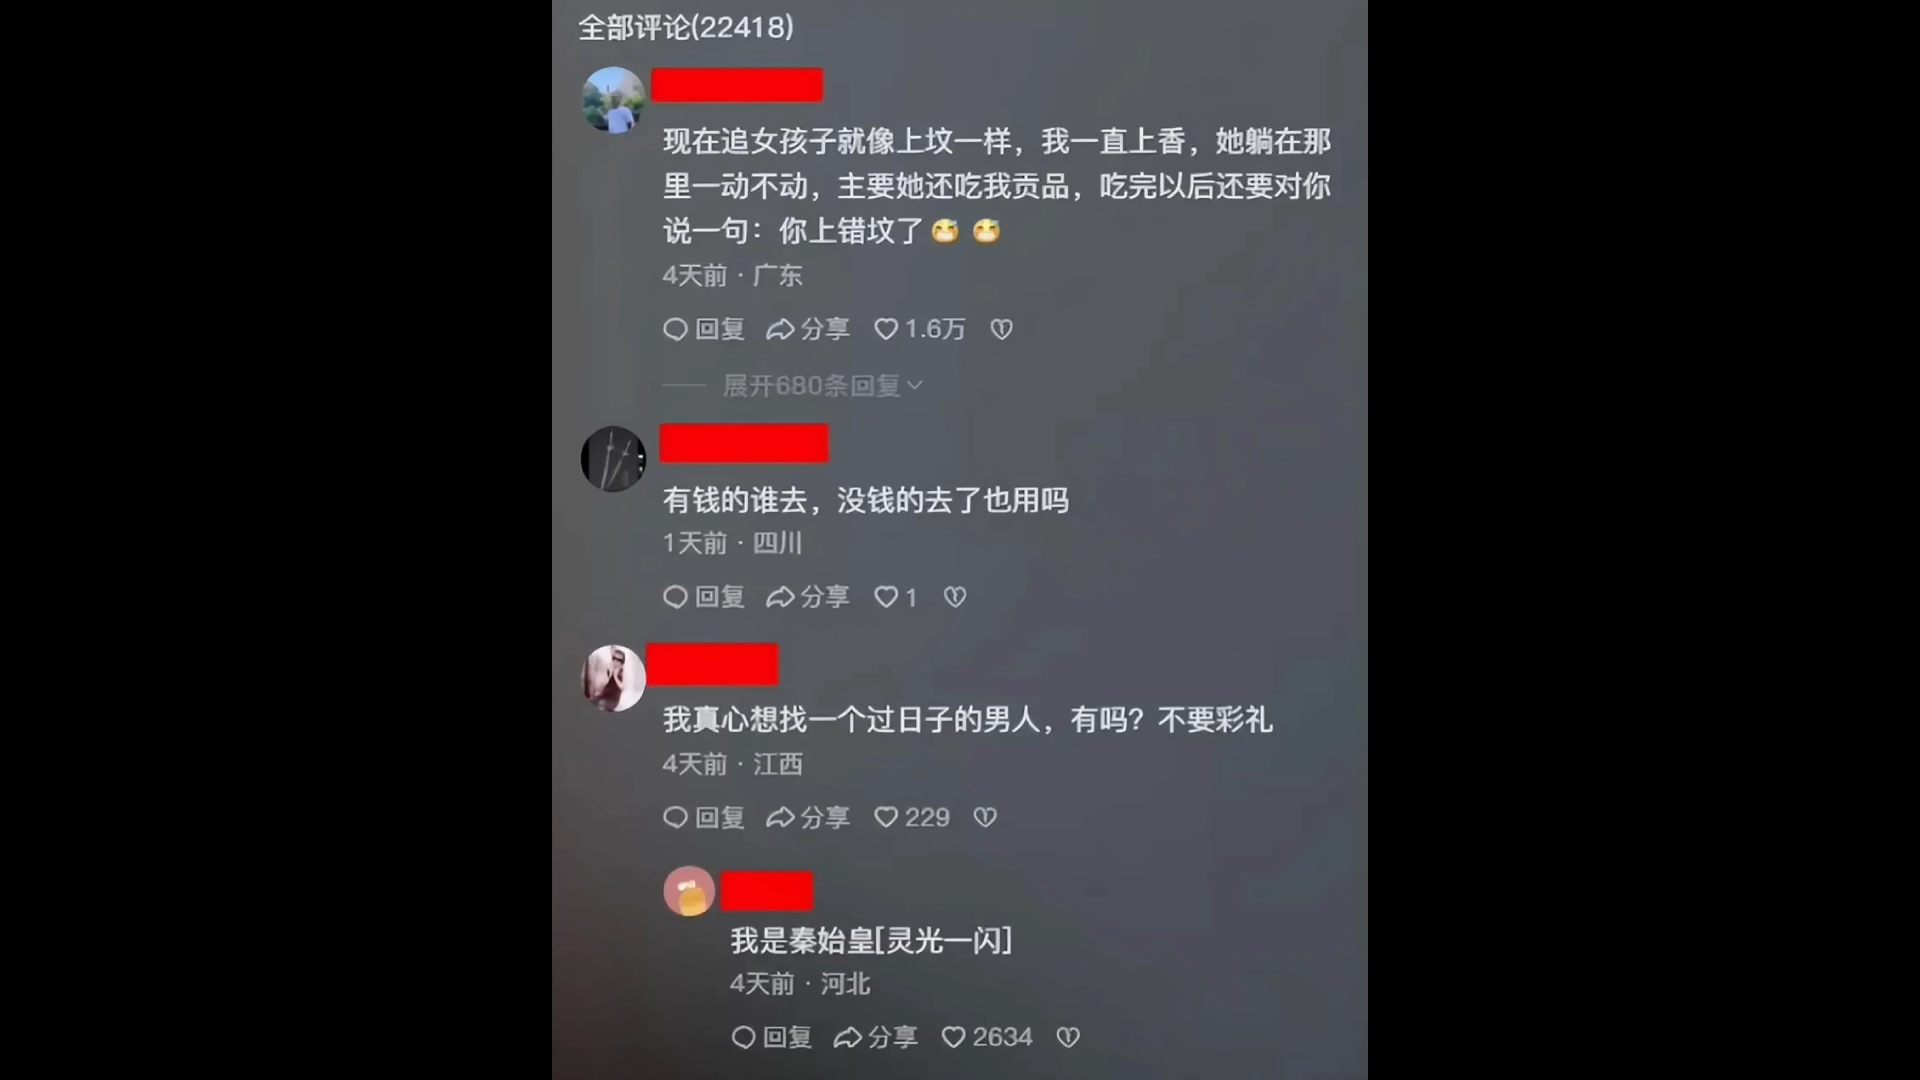 全部评论(22418)
现在追女孩子就像上坟一样，我一直上香，她躺在那
里一动不动，主要她还吃我贡品，吃完以后还要对你
说一句：你上错坟了😷 😷
4天前 · 广东
回复 分享 1.6万
展开680条回复
有钱的谁去，没钱的去了也用吗
1天前 · 四川
回复 分享 1
我真心想找一个过日子的男人，有吗？不要彩礼
4天前 · 江西
回复 分享 229
我是秦始皇[灵光一闪]
4天前 · 河北
回复 分享 2634